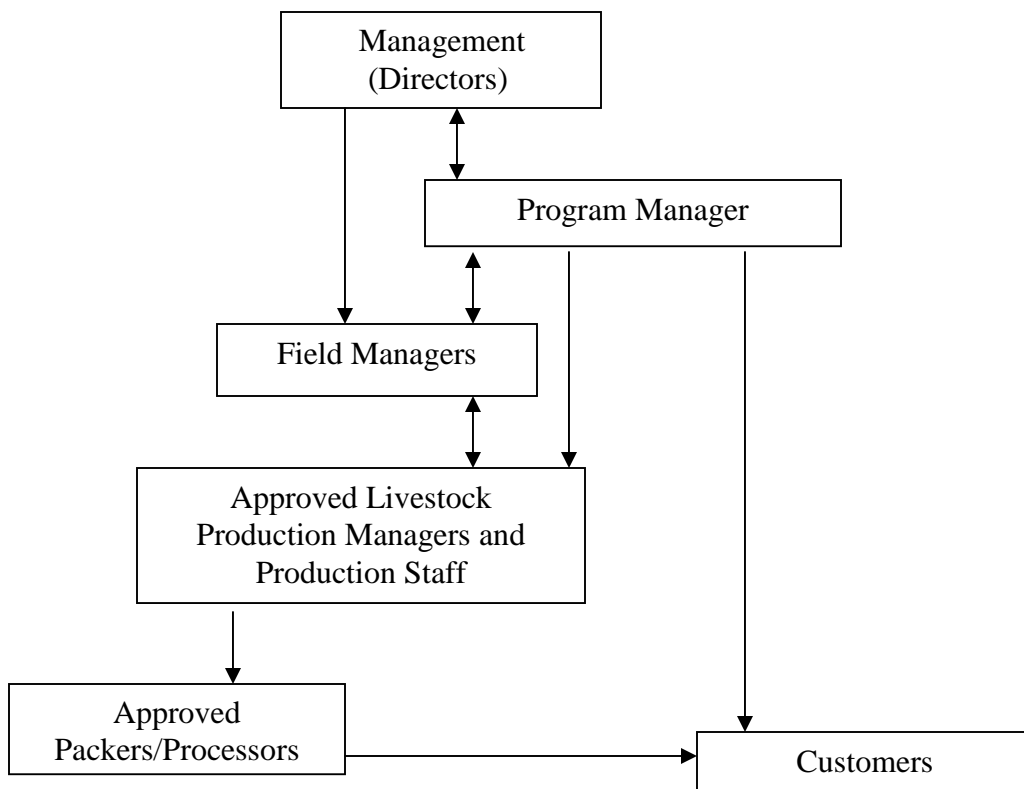 Management
(Directors)
Program Manager
Field Managers
Approved Livestock
Production Managers and
Production Staff
Approved
Packers/Processors
Customers